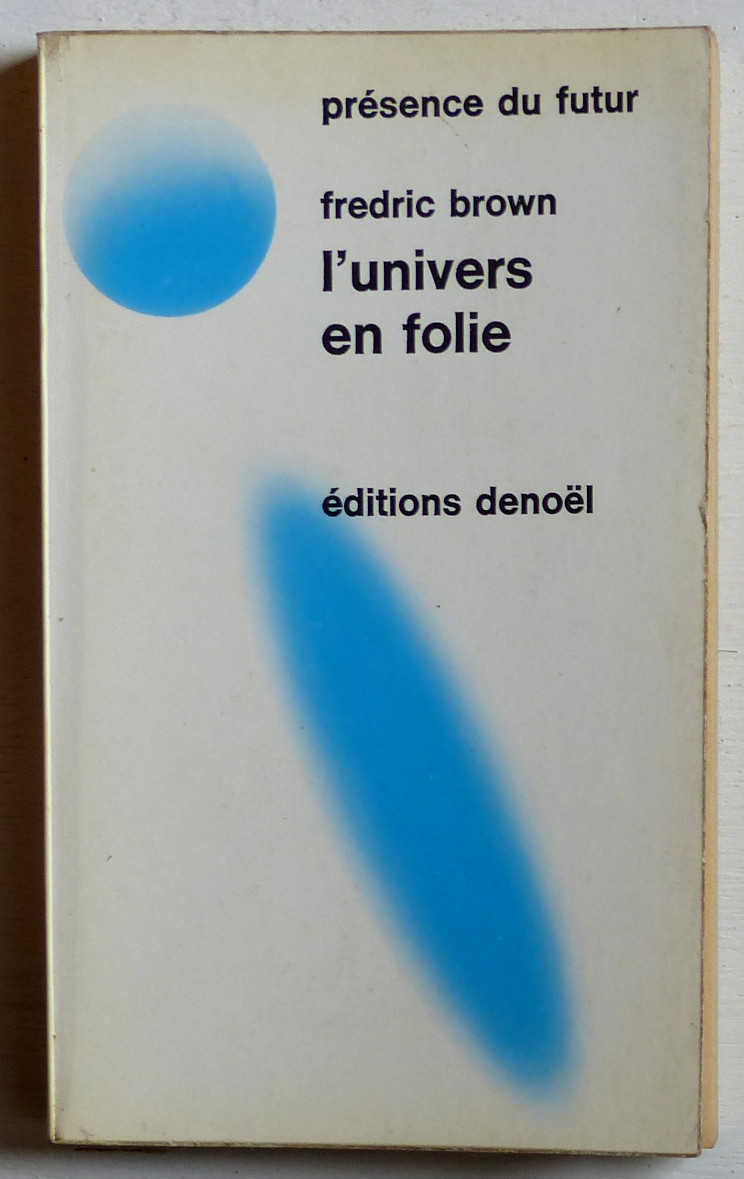 présence du futur
fredric brown
l'univers
en folie
éditions denoël